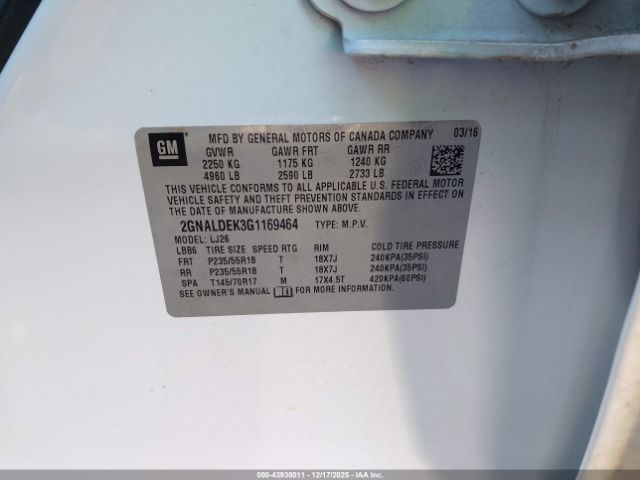 GM
MFD BY GENERAL MOTORS OF CANADA COMPANY 03/16
GVWR GAWR FRT GAWR RR
2250 KG 1175 KG 1240 KG
4960 LB 2590 LB 2733 LB
THIS VEHICLE CONFORMS TO ALL APPLICABLE U.S. FEDERAL MOTOR
VEHICLE SAFETY AND THEFT PREVENTION STANDARDS IN EFFECT ON
THE DATE OF MANUFACTURE SHOWN ABOVE.
2GNALDEK3G1169464 TYPE: M.P.V.
MODEL: LJ26
LBB6 TIRE SIZE SPEED RTG RIM COLD TIRE PRESSURE
FRT P235/55R18 T 18X7J 240KPA(35PSI)
RR P235/55R18 T 18X7J 240KPA(35PSI)
SPA T145/70R17 M 17X4.5T 420KPA(60PSI)
SEE OWNER'S MANUAL FOR MORE INFORMATION
000-43938011 - 12/17/2025 - IAAI.COM